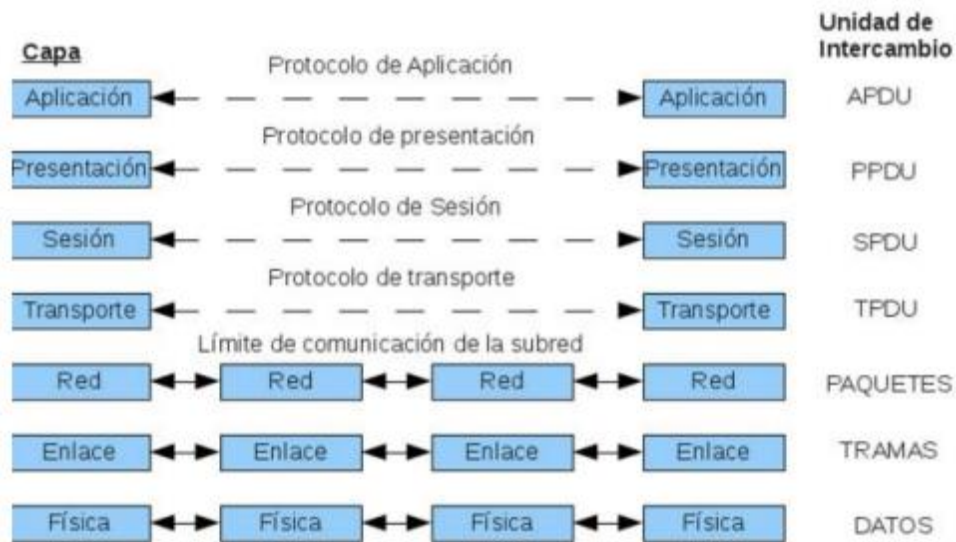 Unidad de
Intercambio
Capa
Protocolo de Aplicación
Aplicación Aplicación APDU
Protocolo de presentación
Presentación Presentación PPDU
Protocolo de Sesión
Sesión Sesión SPDU
Protocolo de transporte
Transporte Transporte TPDU
Límite de comunicación de la subred
Red Red Red Red PAQUETES
Enlace Enlace Enlace Enlace TRAMAS
Física Física Física Física DATOS